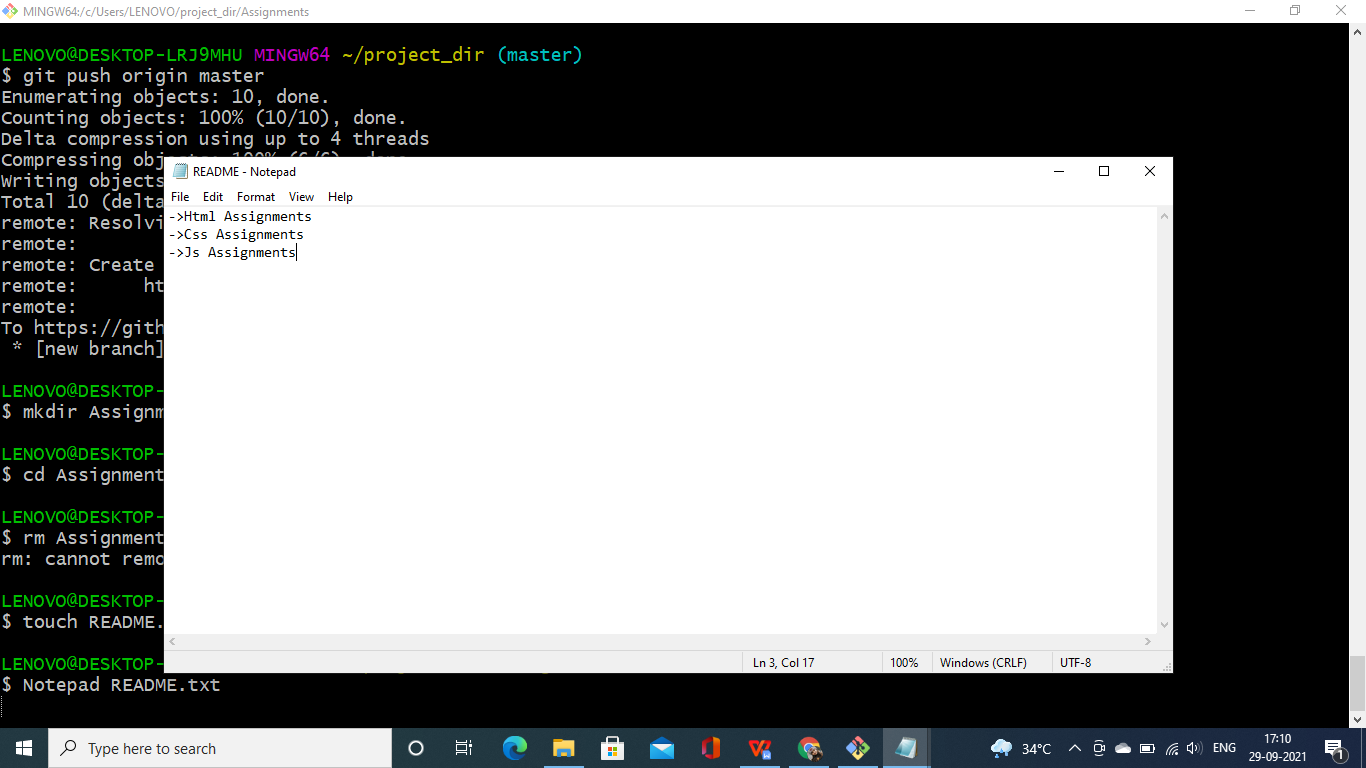 MINGW64:/c/Users/LENOVO/project_dir/Assignments
LENOVO@DESKTOP-LRJ9MHU MINGW64 ~/project_dir (master)
$ git push origin master
Enumerating objects: 10, done.
Counting objects: 100% (10/10), done.
Delta compression using up to 4 threads
Compressing
Writing objects
Total 10 (delta
remote: Resolvi
remote:
remote: Create
remote: ht
remote:
To https://gith
* [new branch]
LENOVO@DESKTOP-
$ mkdir Assignm
LENOVO@DESKTOP-
$ cd Assignment
LENOVO@DESKTOP-
$ rm Assignment
rm: cannot remo
LENOVO@DESKTOP-
$ touch README.
LENOVO@DESKTOP-
$ Notepad README.txt
README - Notepad
File Edit Format View Help
->Html Assignments
->Css Assignments
->Js Assignments
Ln 3, Col 17 100% Windows (CRLF) UTF-8
Type here to search
34°C
ENG
17:10
29-09-2021
1